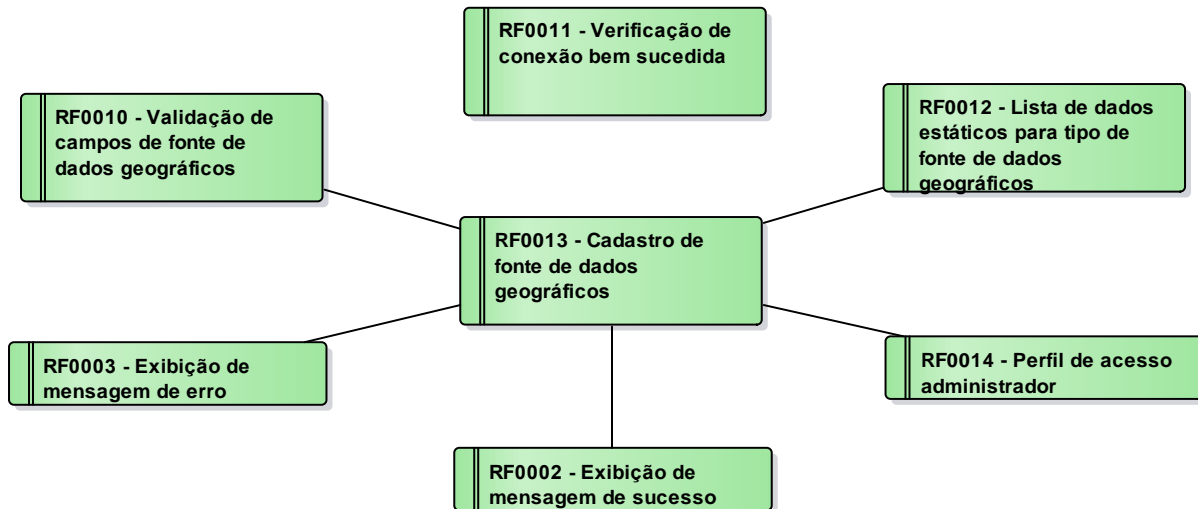 RF0011 - Verificação de
conexão bem sucedida
RF0010 - Validação de
campos de fonte de
dados geográficos
RF0012 - Lista de dados
estáticos para tipo de
fonte de dados
geográficos
RF0013 - Cadastro de
fonte de dados
geográficos
RF0003 - Exibição de
mensagem de erro
RF0014 - Perfil de acesso
administrador
RF0002 - Exibição de
mensagem de sucesso